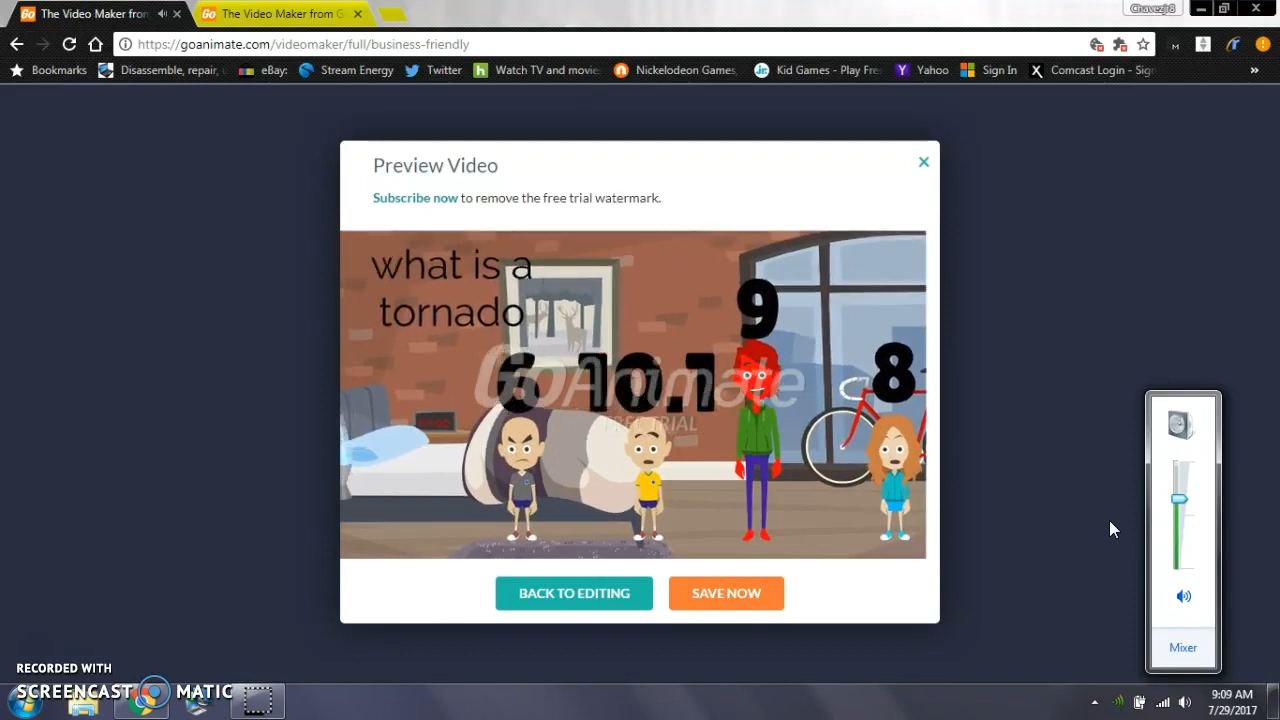 The Video Maker from
The Video Maker from G
Chavezjr8
https://goanimate.com/videomaker/full/business-friendly
Bookmarks
Disassemble, repair,
eBay:
Stream Energy
Twitter
Watch TV and movies
Nickelodeon Games,
Kid Games - Play Fre
Yahoo
Sign In
Comcast Login - Sig
Preview Video
Subscribe now to remove the free trial watermark.
what is a
tornado
9
6 10.1
8
GoAnimate
FREE TRIAL
BACK TO EDITING
SAVE NOW
Mixer
RECORDED WITH
SCREENCAST MATIC
9:09 AM
7/29/2017